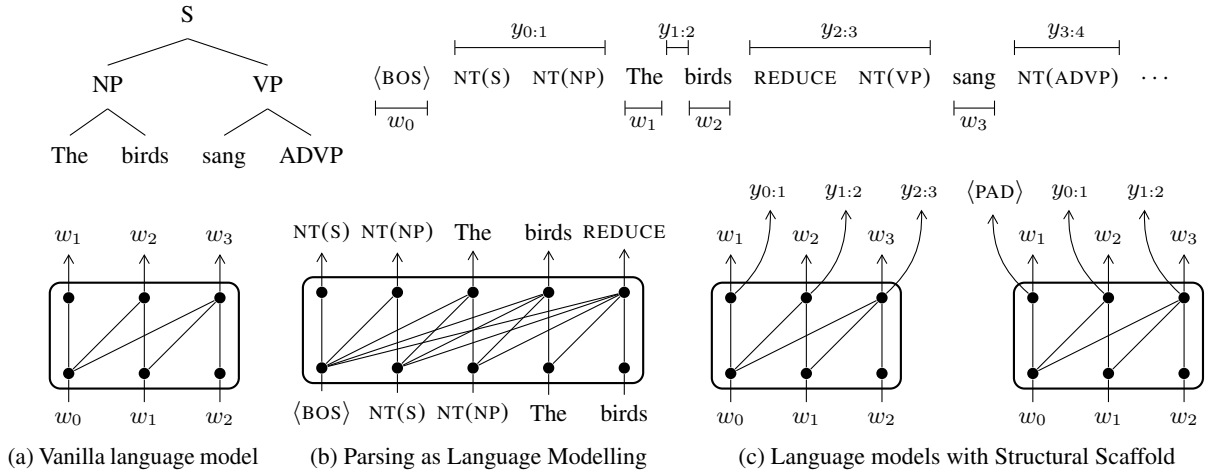 S
NP VP
The birds sang ADVP
y0:1 y1:2 y2:3 y3:4
⟨BOS⟩ NT(S) NT(NP) The birds REDUCE NT(VP) sang NT(ADVP) ···
w0 w1 w2 w3
w1 w2 w3
w0 w1 w2
(a) Vanilla language model
NT(S) NT(NP) The birds REDUCE
⟨BOS⟩ NT(S) NT(NP) The birds
(b) Parsing as Language Modelling
y0:1 y1:2 y2:3
w1 w2 w3
w0 w1 w2
⟨PAD⟩ y0:1 y1:2
w1 w2 w3
w0 w1 w2
(c) Language models with Structural Scaffold